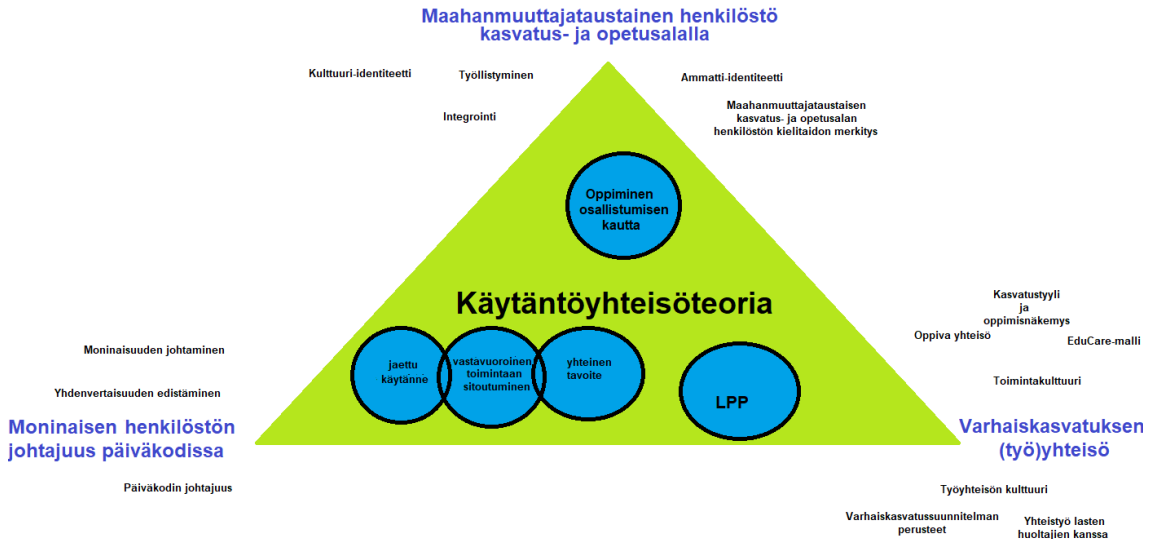 Maahanmuuttajataustainen henkilöstö
kasvatus- ja opetusalalla
Kulttuuri-identiteetti
Työllistyminen
Ammatti-identiteetti
Integrointi
Maahanmuuttajataustaisen
kasvatus- ja opetusalan
henkilöstön kielitaidon merkitys
Oppiminen
osallistumisen
kautta
Käytäntöyhteisöteoria
jaettu
käytänne
vastavuoroinen
toimintaan
sitoutuminen
yhteinen
tavoite
LPP
Moninaisuuden johtaminen
Yhdenvertaisuuden edistäminen
Moninaisen henkilöstön
johtajuus päiväkodissa
Päiväkodin johtajuus
Kasvatustyyli
ja
oppimisnäkemys
Oppiva yhteisö
EduCare-malli
Toimintakulttuuri
Varhaiskasvatuksen
(työ)yhteisö
Työyhteisön kulttuuri
Varhaiskasvatussuunnitelman
perusteet
Yhteistyö lasten
huoltajien kanssa